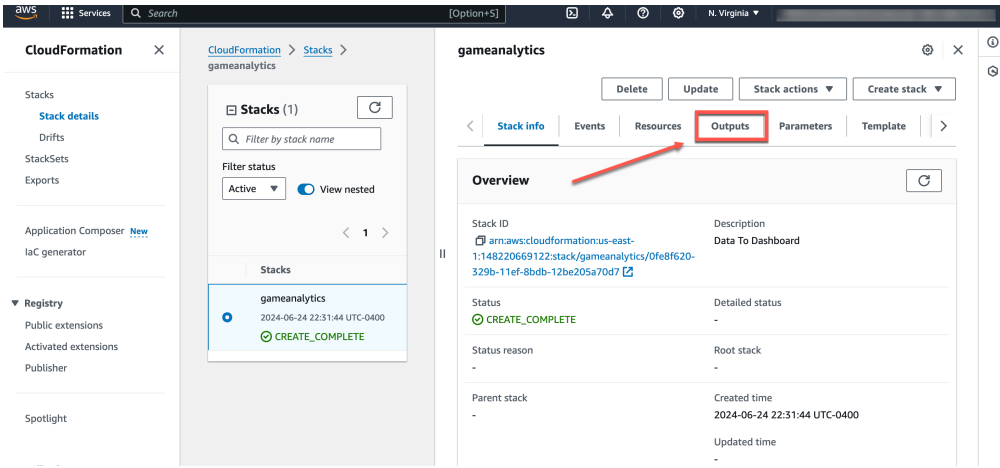 aws
Services
Search
[Option+S]
N. Virginia
CloudFormation
Stacks
Stack details
Drifts
StackSets
Exports
Application Composer New
IaC generator
Registry
Public extensions
Activated extensions
Publisher
Spotlight
CloudFormation > Stacks >
gameanalytics
Stacks (1)
Filter by stack name
Filter status
Active
View nested
1
Stacks
gameanalytics
2024-06-24 22:31:44 UTC-0400
CREATE_COMPLETE
gameanalytics
Delete
Update
Stack actions
Create stack
Stack info
Events
Resources
Outputs
Parameters
Template
Overview
Stack ID
arn:aws:cloudformation:us-east-
1:148220669122:stack/gameanalytics/0fe8f620-
329b-11ef-8bdb-12be205a70d7
Description
Data To Dashboard
Status
CREATE_COMPLETE
Detailed status
-
Status reason
-
Root stack
-
Parent stack
-
Created time
2024-06-24 22:31:44 UTC-0400
Updated time
-